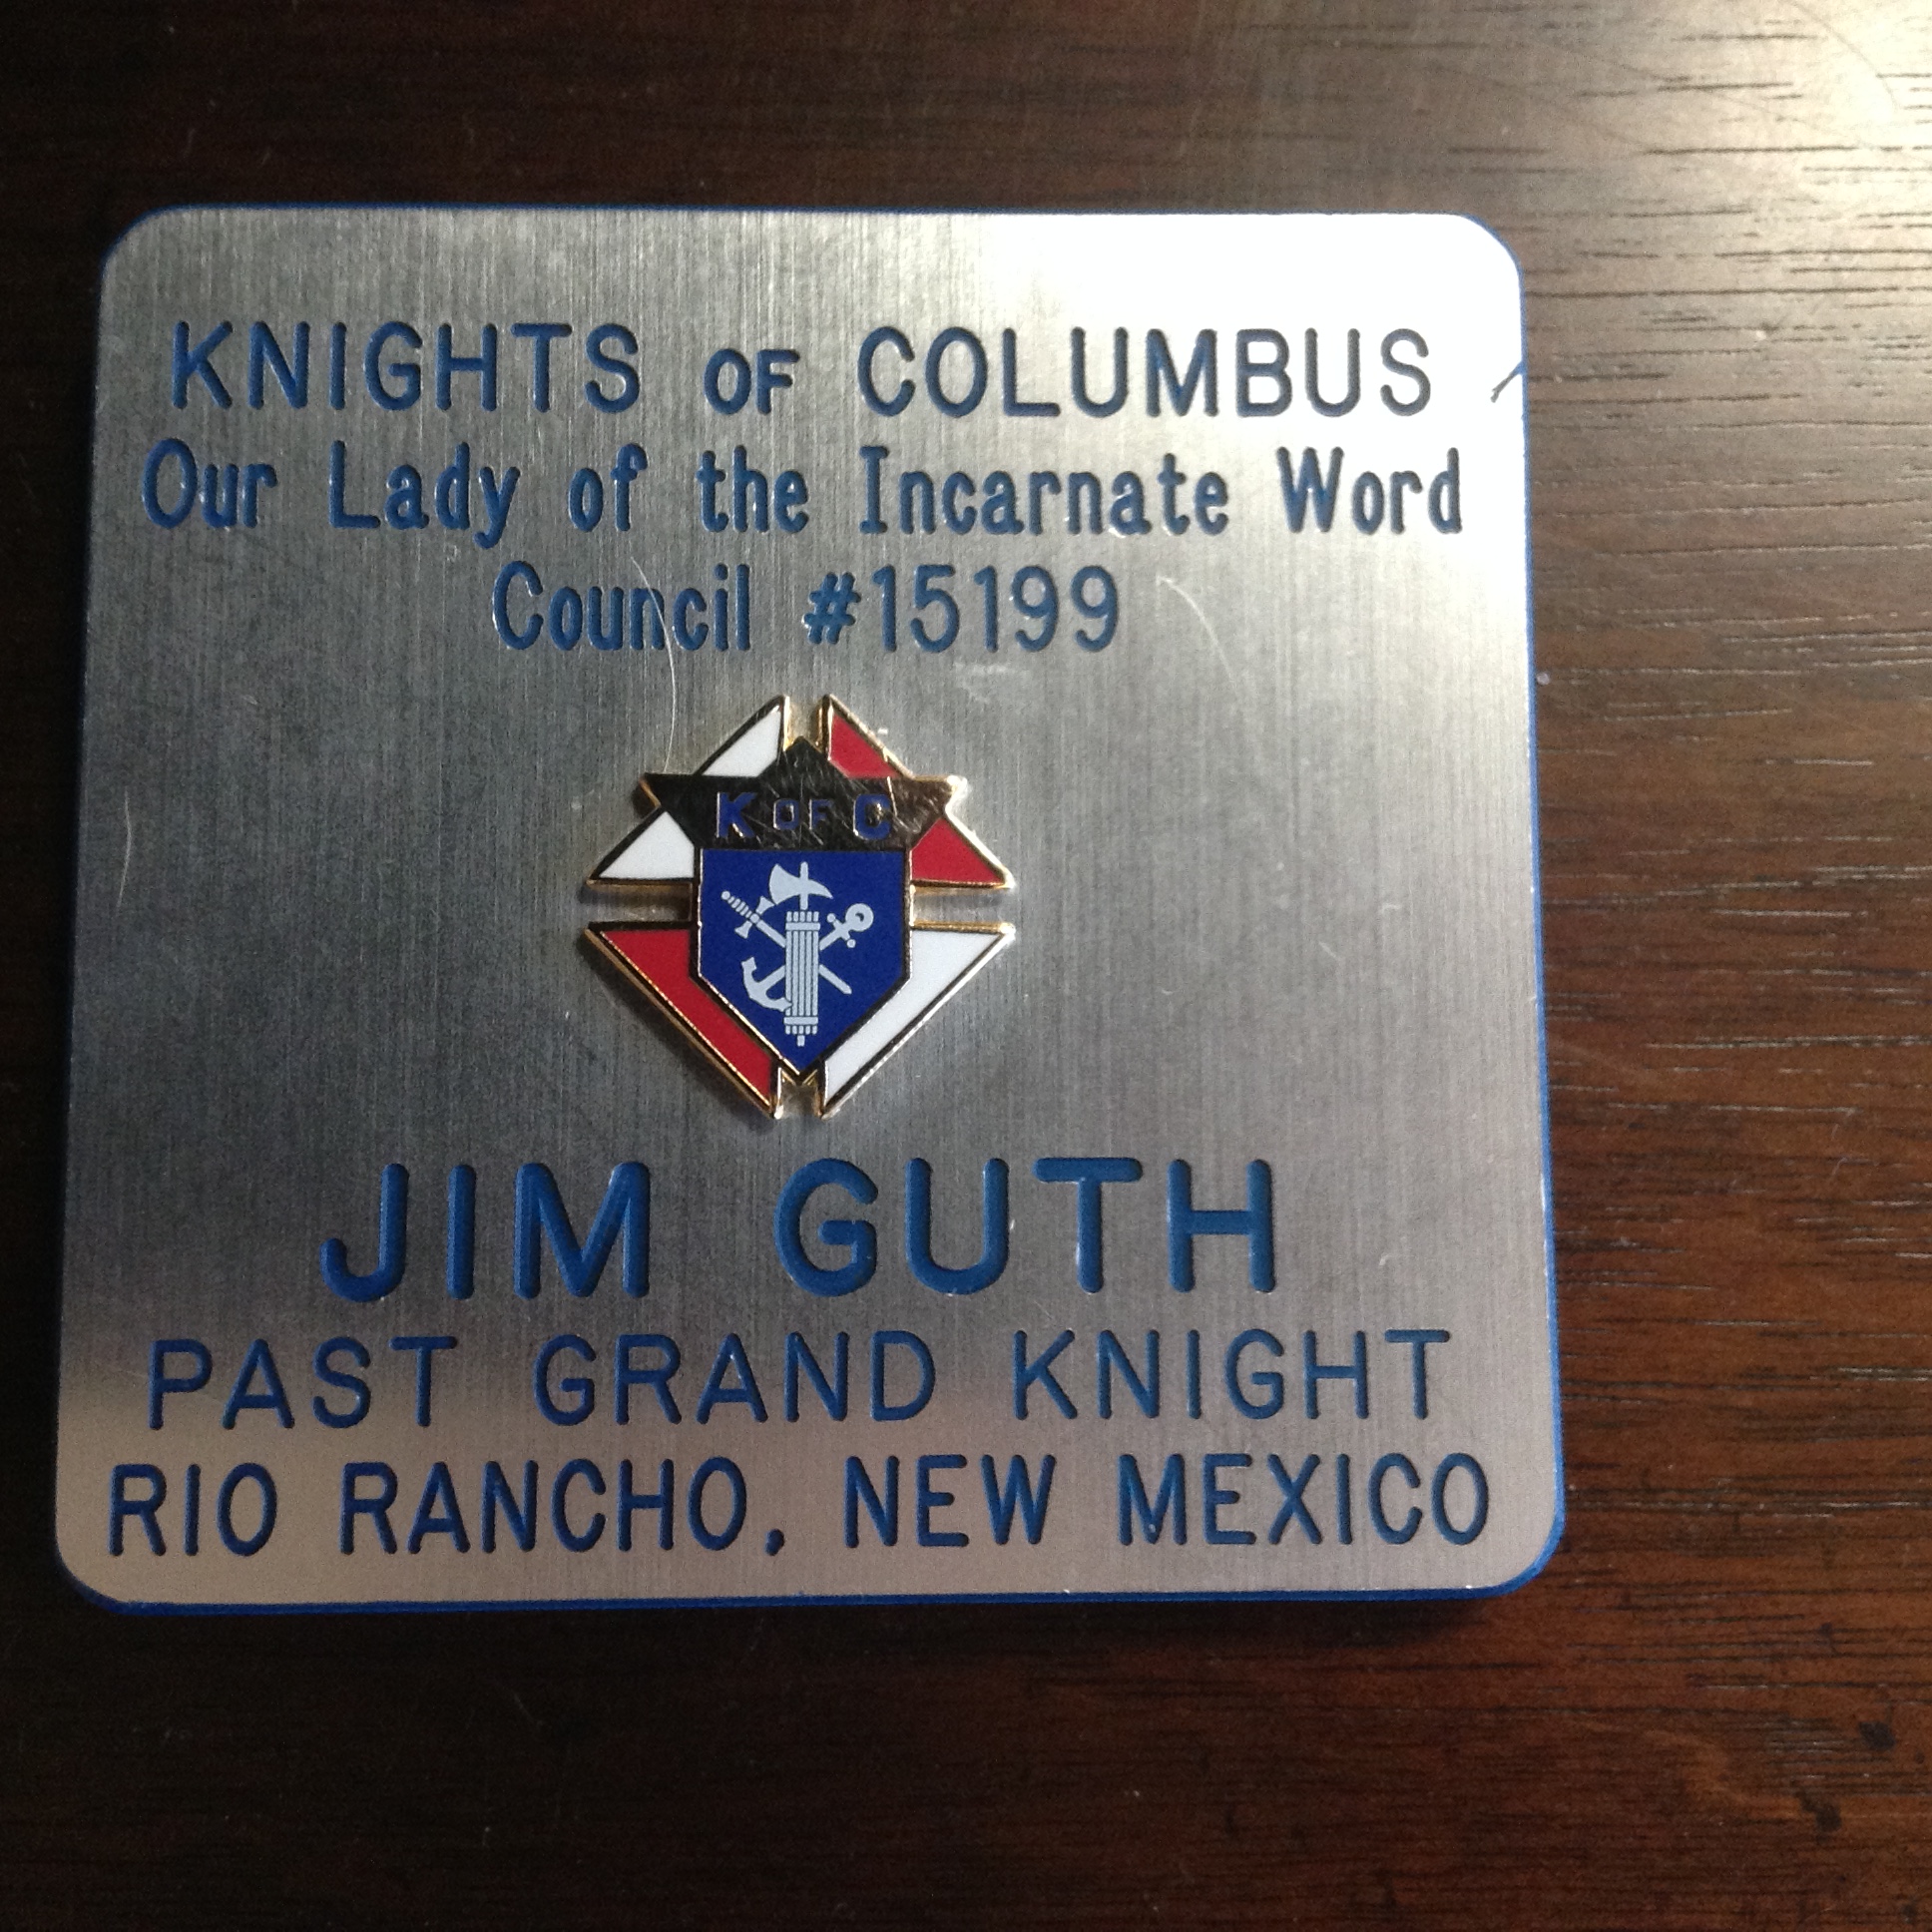 KNIGHTS OF COLUMBUS
Our Lady of the Incarnate Word
Council #15199
K OF C
JIM GUTH
PAST GRAND KNIGHT
RIO RANCHO, NEW MEXICO